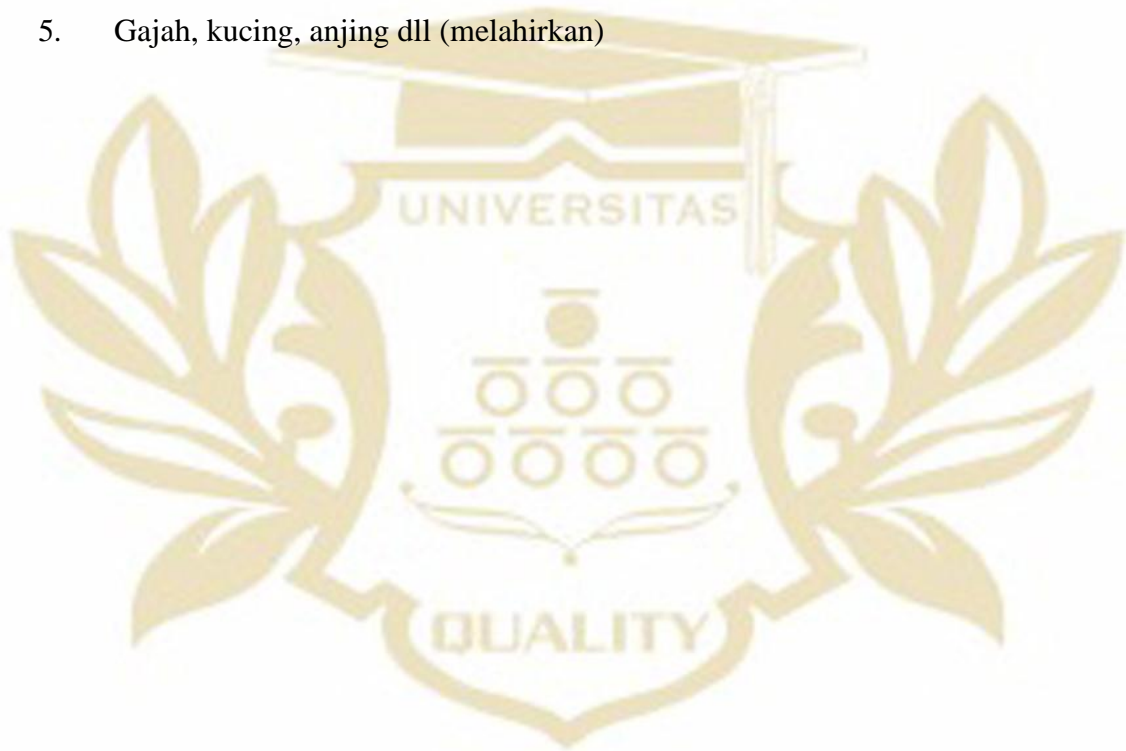 5. Gajah, kucing, anjing dll (melahirkan)
UNIVERSITAS
QUALITY